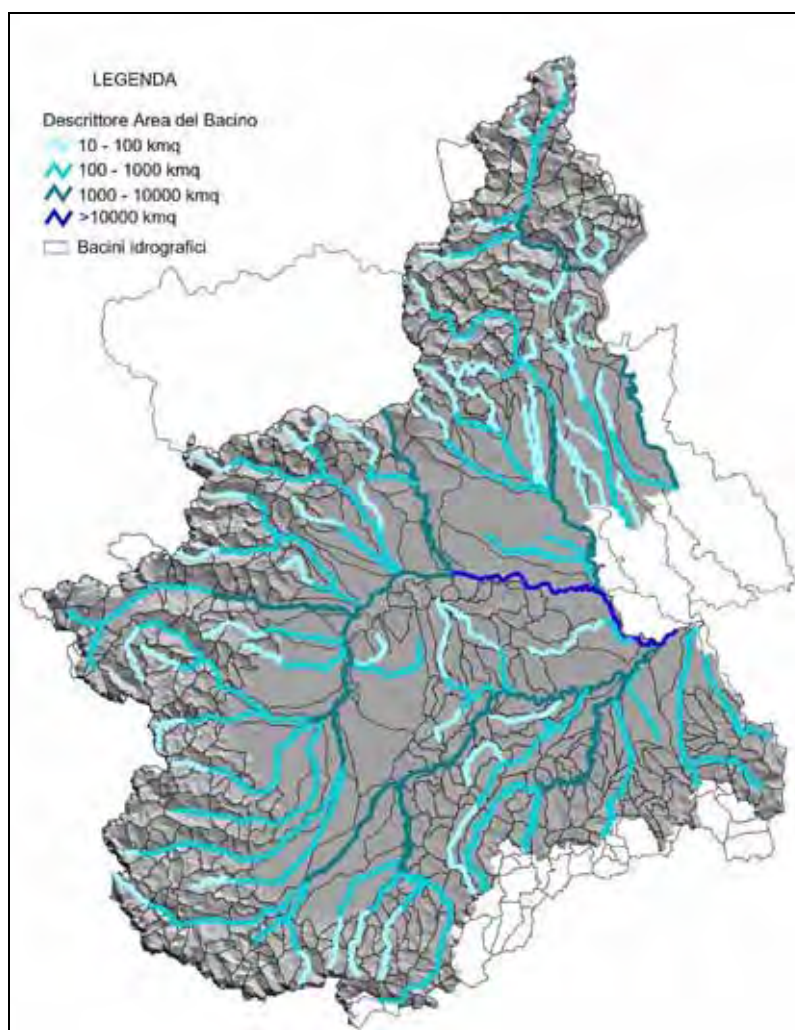 LEGENDA
Descrittore Area del Bacino
10 - 100 kmq
100 - 1000 kmq
1000 - 10000 kmq
>10000 kmq
Bacini idrografici